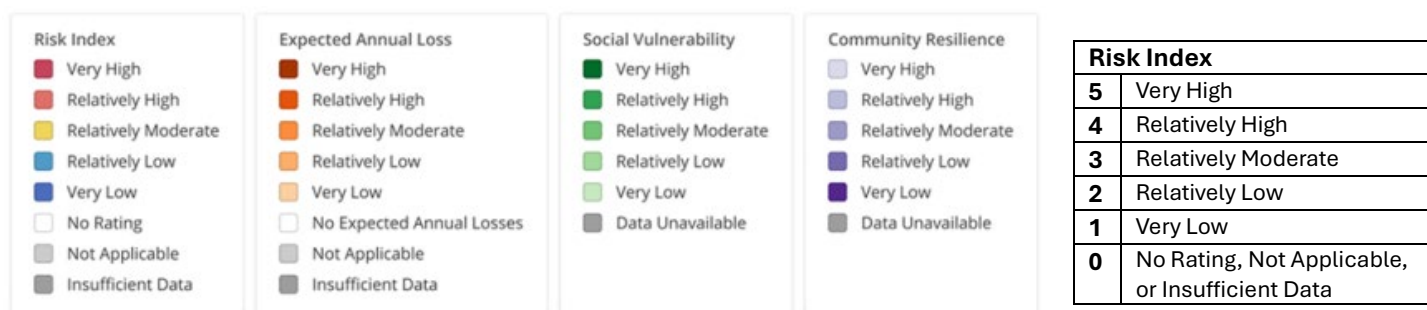 Risk Index
Very High
Relatively High
Relatively Moderate
Relatively Low
Very Low
No Rating
Not Applicable
Insufficient Data
Expected Annual Loss
Very High
Relatively High
Relatively Moderate
Relatively Low
Very Low
No Expected Annual Losses
Not Applicable
Insufficient Data
Social Vulnerability
Very High
Relatively High
Relatively Moderate
Relatively Low
Very Low
Data Unavailable
Community Resilience
Very High
Relatively High
Relatively Moderate
Relatively Low
Very Low
Data Unavailable
Risk Index
5 Very High
4 Relatively High
3 Relatively Moderate
2 Relatively Low
1 Very Low
0 No Rating, Not Applicable,
or Insufficient Data